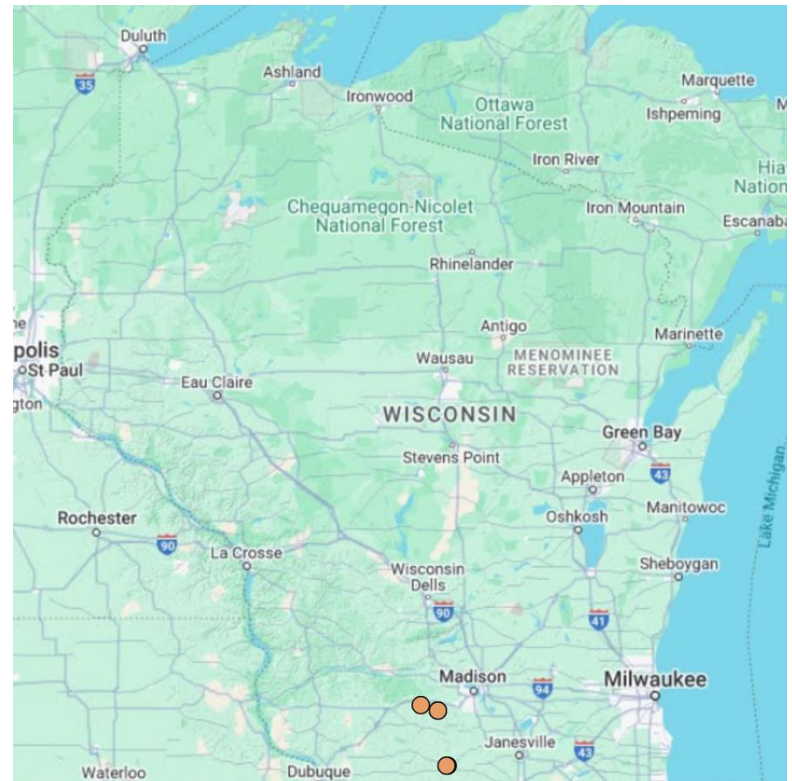 Duluth
35
Ashland
Ironwood
Ottawa
National Forest
Marquette
Ishpeming
M
Iron River
Hia
Nation
Chequamegon-Nicolet
National Forest
Iron Mountain
Escanaba
Rhinelander
ne
polis
St Paul
gton
Antigo
Marinette
Wausau
MENOMINEE
RESERVATION
Eau Claire
WISCONSIN
Green Bay
Stevens Point
43
Appleton
Lake Michigan
Rochester
90
Oshkosh
Manitowoc
La Crosse
Wisconsin
Dells
Sheboygan
90
41
Madison
94
Milwaukee
Janesville
43
Waterloo
Dubuque